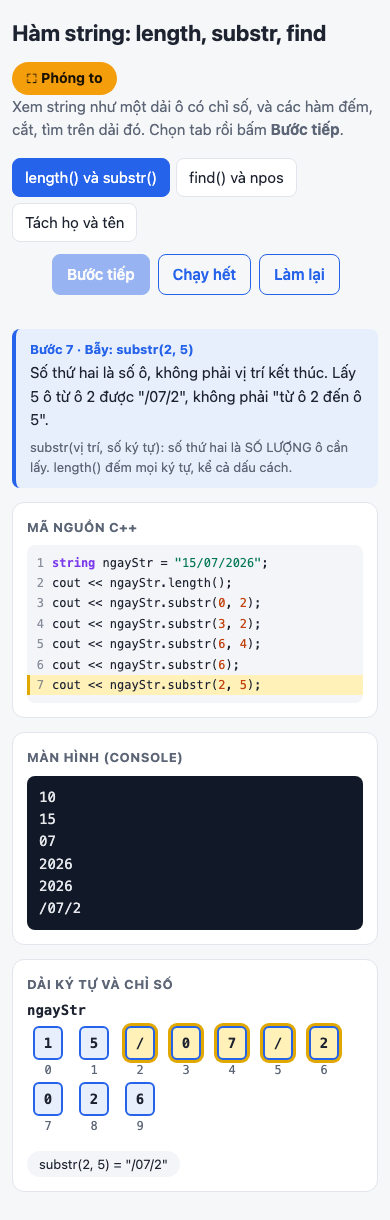 Hàm string: length, substr, find
Phóng to
Xem string như một dải ô có chỉ số, và các hàm đếm,
cắt, tìm trên dải đó. Chọn tab rồi bấm Bước tiếp.
length() và substr()
find() và npos
Tách họ và tên
Bước tiếp
Chạy hết
Làm lại
Bước 7 · Bẫy: substr(2, 5)
Số thứ hai là số ô, không phải vị trí kết thúc. Lấy
5 ô từ ô 2 được "/07/2", không phải "từ ô 2 đến ô
5".
substr(vị trí, số ký tự): số thứ hai là SỐ LƯỢNG ô cần
lấy. length() đếm mọi ký tự, kể cả dấu cách.
MÃ NGUỒN C++
1 string ngayStr = "15/07/2026";
2 cout << ngayStr.length();
3 cout << ngayStr.substr(0, 2);
4 cout << ngayStr.substr(3, 2);
5 cout << ngayStr.substr(6, 4);
6 cout << ngayStr.substr(6);
7 cout << ngayStr.substr(2, 5);
MÀN HÌNH (CONSOLE)
10
15
07
2026
2026
/07/2
DẢI KÝ TỰ VÀ CHỈ SỐ
ngayStr
1 5 / 0 7 / 2
0 1 2 3 4 5 6
0 2 6
7 8 9
substr(2, 5) = "/07/2"